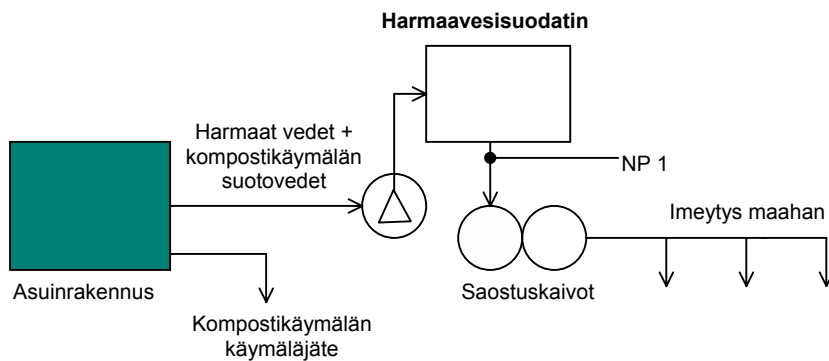 Harmaavesisuodatin
Harmaat vedet +
kompostikäymälän
suotovedet
NP 1
Imeytys maahan
Asuinrakennus
Saostuskaivot
Kompostikäymälän
käymäläjäte